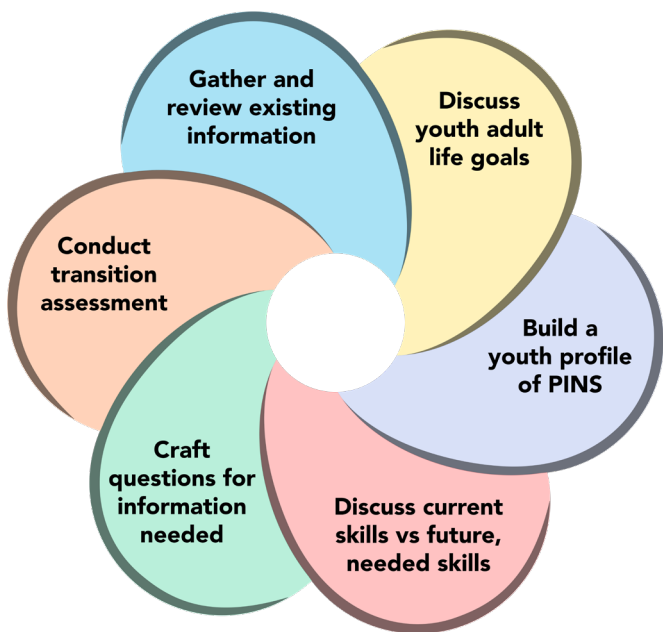 Gather and
review existing
information
Discuss
youth adult
life goals
Build a
youth profile
of PINS
Discuss current
skills vs future,
needed skills
Craft
questions for
information
needed
Conduct
transition
assessment